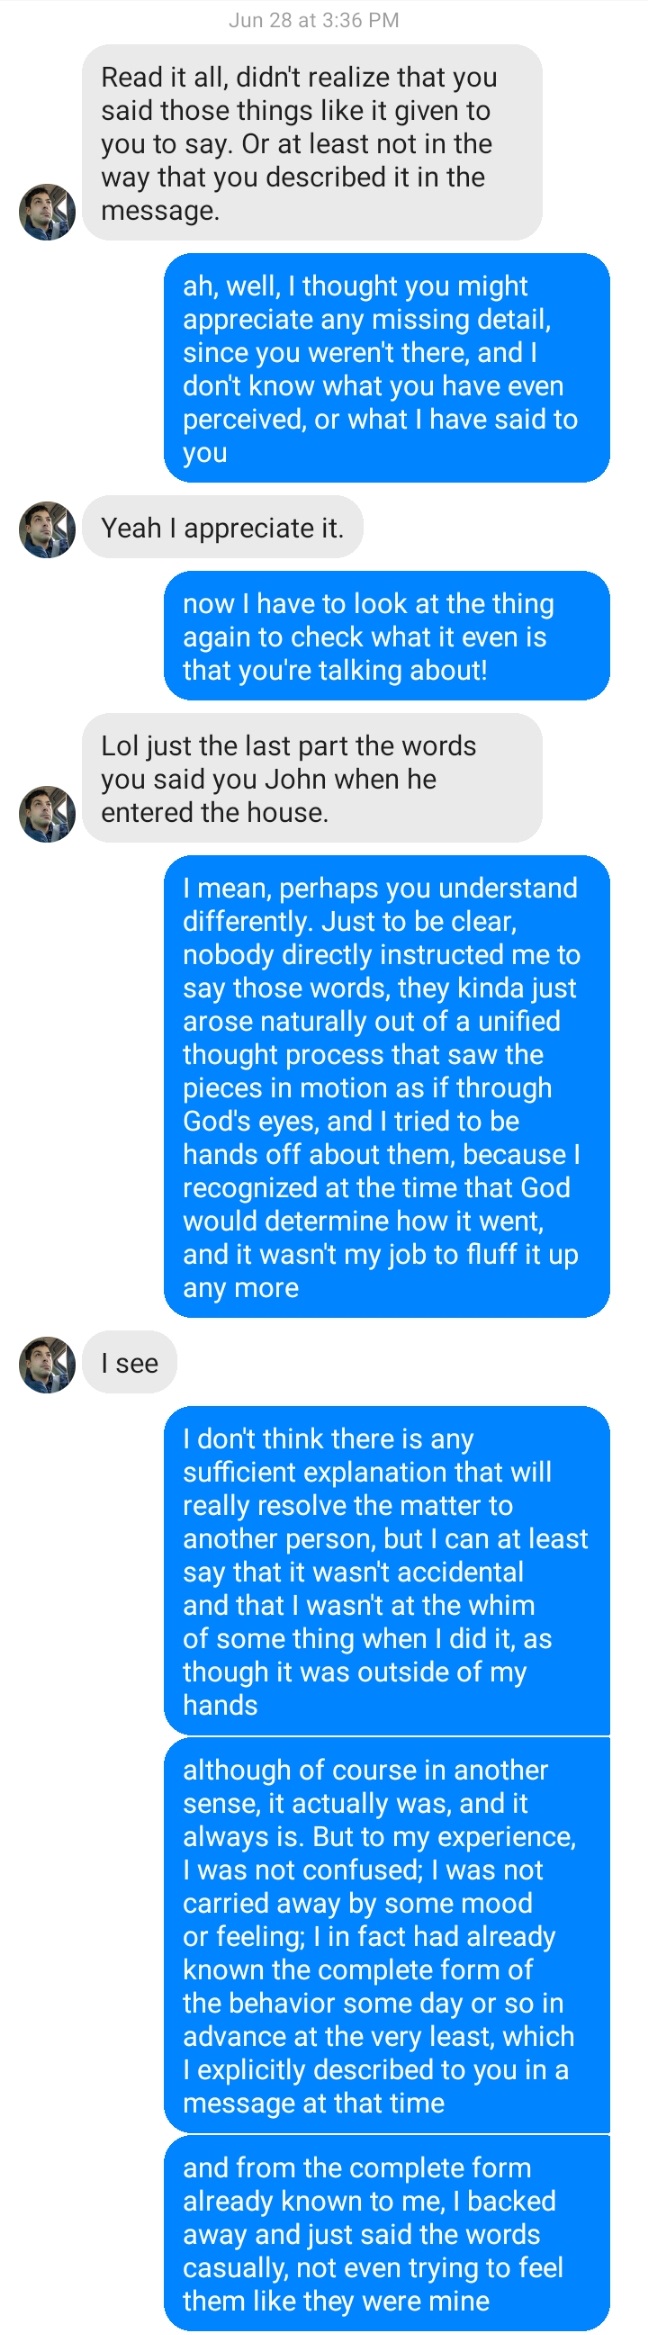 Jun 28 at 3:36 PM
Read it all, didn't realize that you
said those things like it given to
you to say. Or at least not in the
way that you described it in the
message.
ah, well, I thought you might
appreciate any missing detail,
since you weren't there, and I
don't know what you have even
perceived, or what I have said to
you
Yeah I appreciate it.
now I have to look at the thing
again to check what it even is
that you're talking about!
Lol just the last part the words
you said you John when he
entered the house.
I mean, perhaps you understand
differently. Just to be clear,
nobody directly instructed me to
say those words, they kinda just
arose naturally out of a unified
thought process that saw the
pieces in motion as if through
God's eyes, and I tried to be
hands off about them, because I
recognized at the time that God
would determine how it went,
and it wasn't my job to fluff it up
any more
I see
I don't think there is any
sufficient explanation that will
really resolve the matter to
another person, but I can at least
say that it wasn't accidental
and that I wasn't at the whim
of some thing when I did it, as
though it was outside of my
hands
although of course in another
sense, it actually was, and it
always is. But to my experience,
I was not confused; I was not
carried away by some mood
or feeling; I in fact had already
known the complete form of
the behavior some day or so in
advance at the very least, which
I explicitly described to you in a
message at that time
and from the complete form
already known to me, I backed
away and just said the words
casually, not even trying to feel
them like they were mine